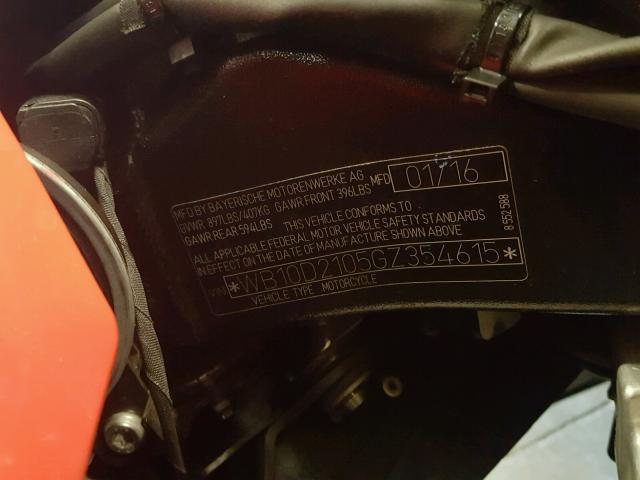 MFD BY BAYERISCHE MOTORENWERKE AG MFD 01/16
GVWR 897LBS/407KG GAWR FRONT 396LBS
GAWR REAR 594LBS THIS VEHICLE CONFORMS TO
ALL APPLICABLE FEDERAL MOTOR VEHICLE SAFETY STANDARDS
IN EFFECT ON THE DATE OF MANUFACTURE SHOWN ABOVE
VIN *WB10D2105GZ354615*
VEHICLE TYPE MOTORCYCLE
8 552 588